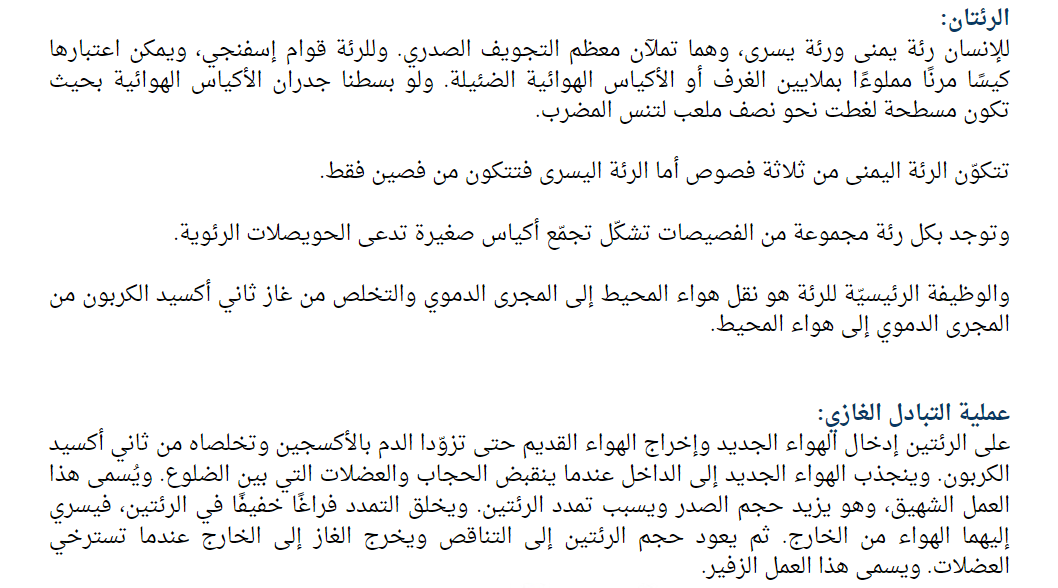 الرئتان:
للإنسان رئة يمنى ورئة يسرى، وهما تملآن معظم التجويف الصدري. وللرئة قوام إسفنجي، ويمكن اعتبارها
كيسًا مرنًا مملوءًا بملايين الغرف أو الأكياس الهوائية الضئيلة. ولو بسطنا جدران الأكياس الهوائية بحيث
تكون مسطحة لغطت نحو نصف ملعب لتنس المضرب.
تتكوّن الرئة اليمنى من ثلاثة فصوص أما الرئة اليسرى فتتكون من فصين فقط.
وتوجد بكل رئة مجموعة من الفصيصات تشكّل تجمّع أكياس صغيرة تدعى الحويصلات الرئوية.
والوظيفة الرئيسيّة للرئة هو نقل هواء المحيط إلى المجرى الدموي والتخلص من غاز ثاني أكسيد الكربون من
المجرى الدموي إلى هواء المحيط.
عملية التبادل الغازي:
على الرئتين إدخال الهواء الجديد وإخراج الهواء القديم حتى تزوّدا الدم بالأكسجين وتخلصاه من ثاني أكسيد
الكربون. وينجذب الهواء الجديد إلى الداخل عندما ينقبض الحجاب والعضلات التي بين الضلوع. ويُسمى هذا
العمل الشهيق، وهو يزيد حجم الصدر ويسبب تمدد الرئتين. ويخلق التمدد فراغًا خفيفًا في الرئتين، فيسري
إليهما الهواء من الخارج. ثم يعود حجم الرئتين إلى التناقص ويخرج الغاز إلى الخارج عندما تسترخي
العضلات. ويسمى هذا العمل الزفير.